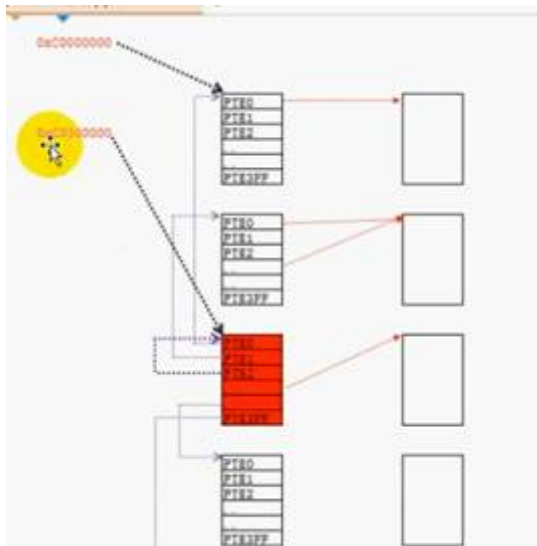 0xC0000000
PTE0
PTE1
PTE2
..
PTE3FF
0xC0300000
PTE0
PTE1
PTE2
..
PTE3FF
PTE0
PTE1
PTE2
PTE3FF
PTE0
PTE1
PTE2
..
PTE3FF